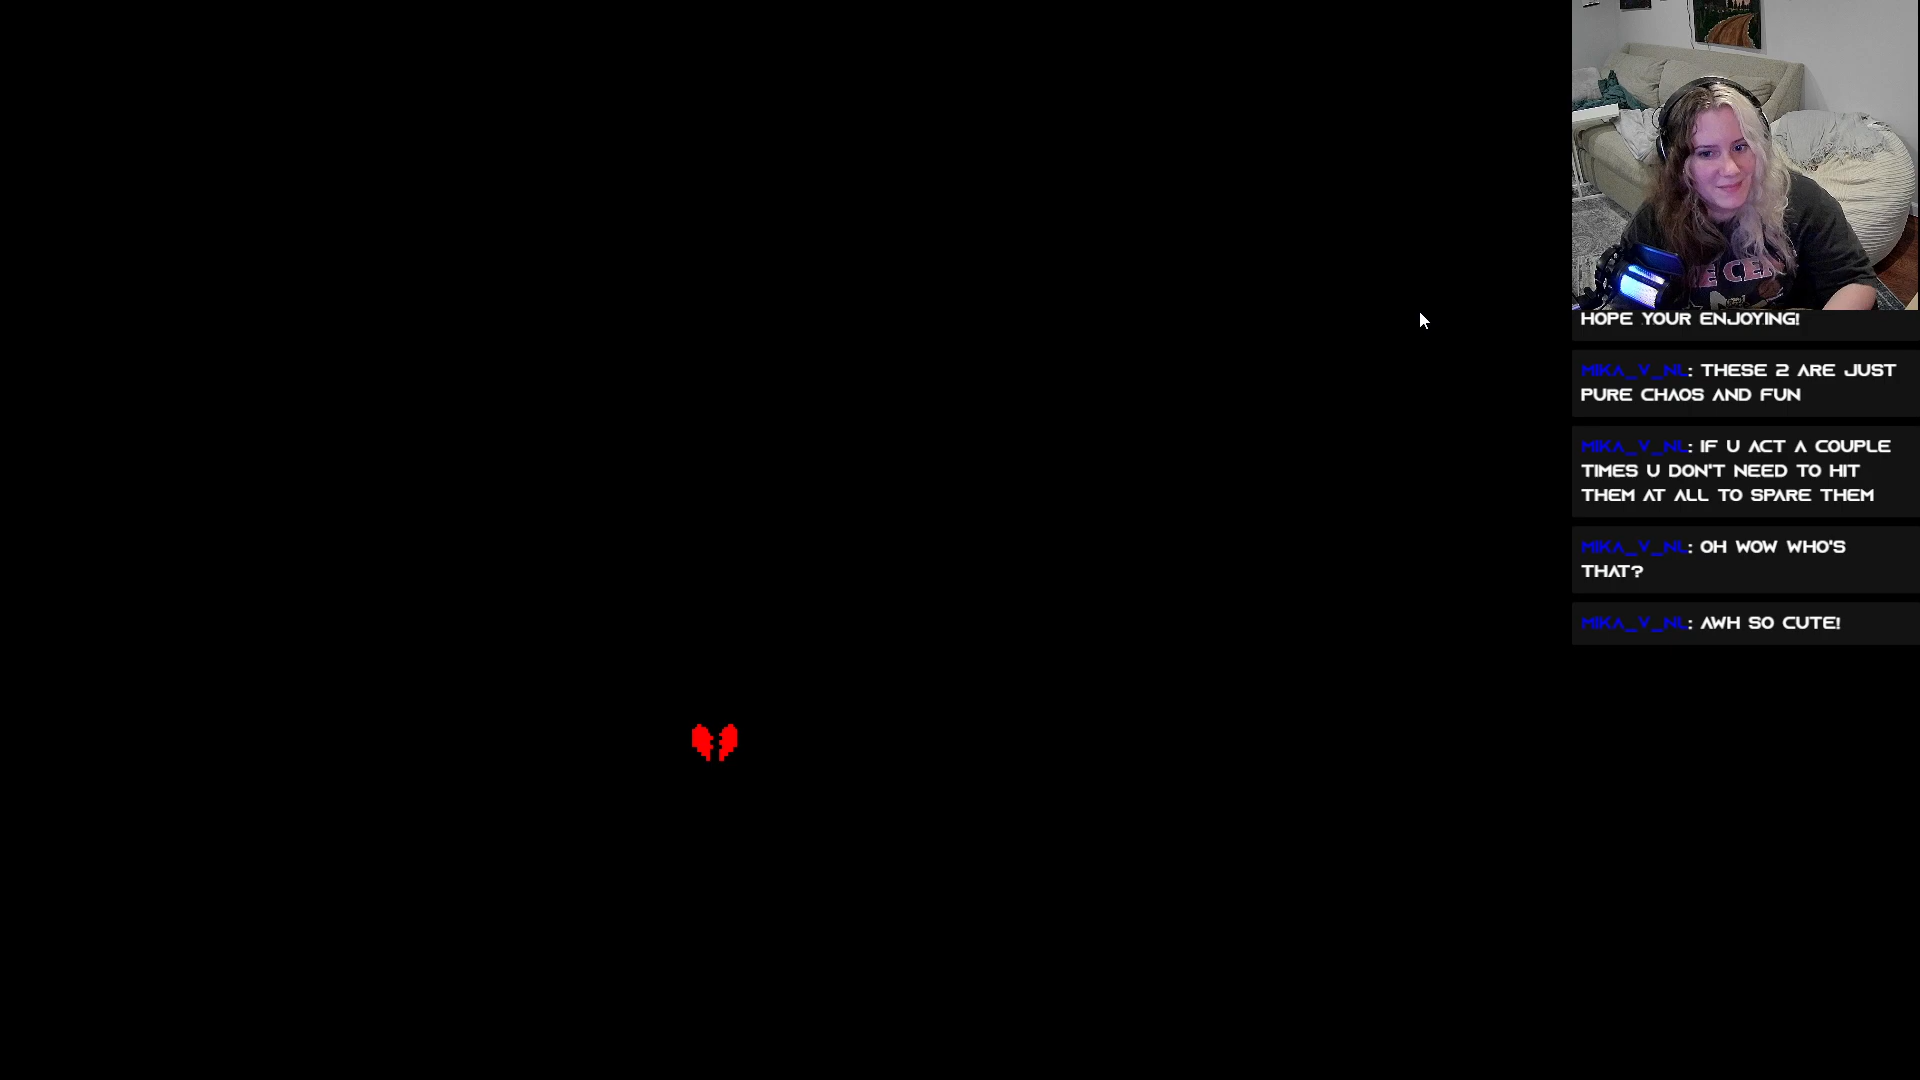 HOPE YOUR ENJOYING!
MIKA_V_NL: THESE 2 ARE JUST
PURE CHAOS AND FUN
MIKA_V_NL: IF U ACT A COUPLE
TIMES U DON'T NEED TO HIT
THEM AT ALL TO SPARE THEM
MIKA_V_NL: OH WOW WHO'S
THAT?
MIKA_V_NL: AWH SO CUTE!